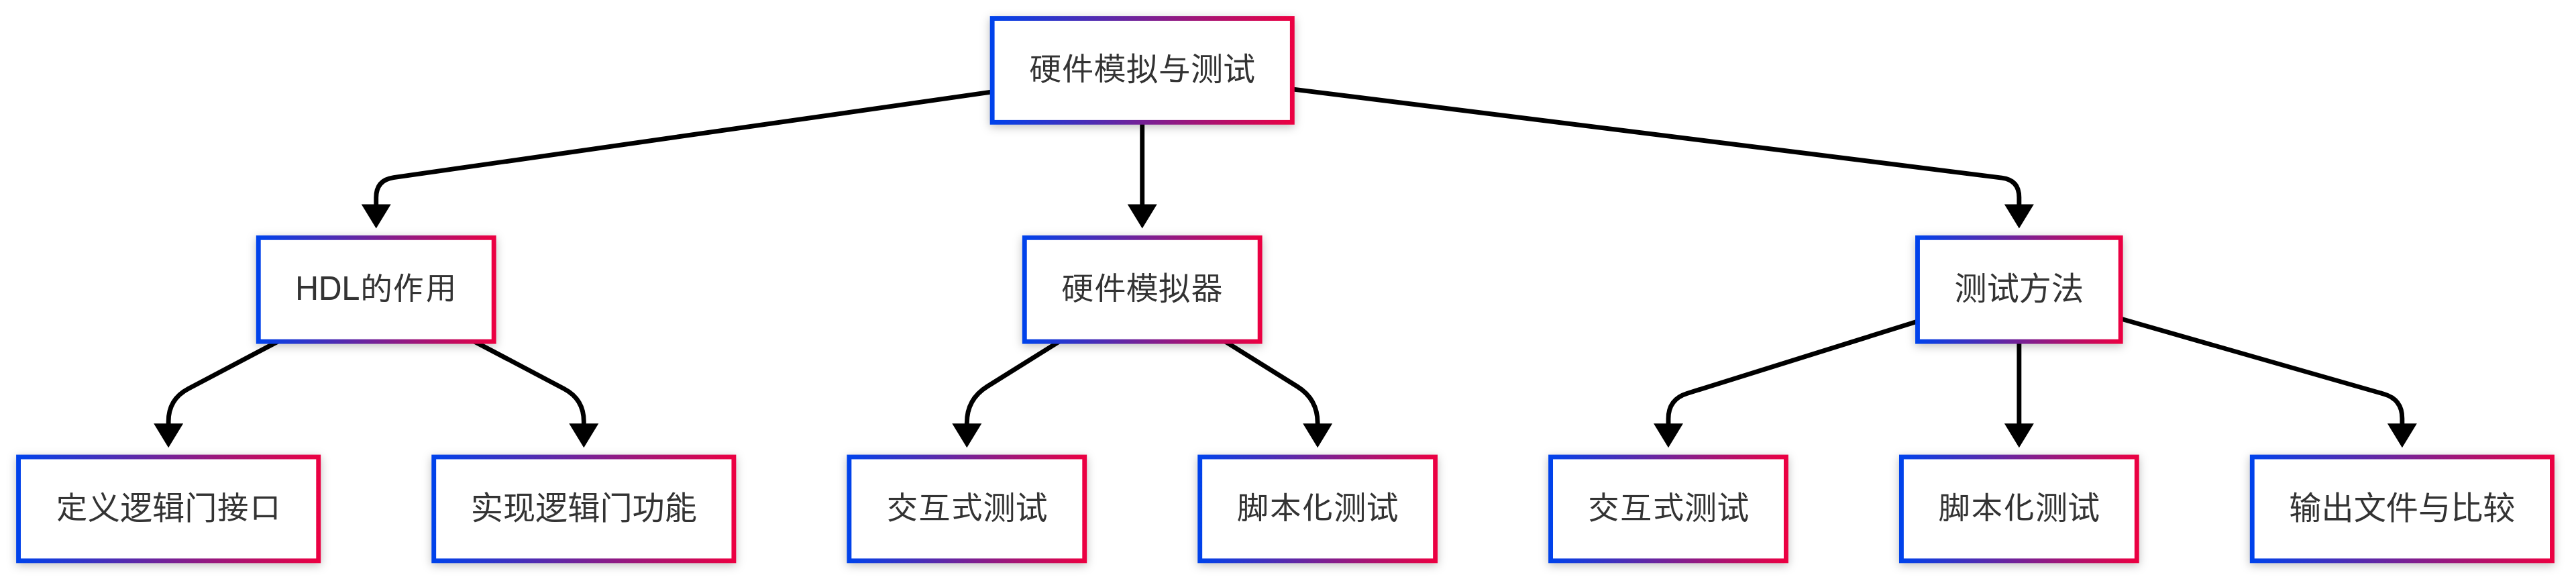 硬件模拟与测试
HDL的作用
硬件模拟器
测试方法
定义逻辑门接口
实现逻辑门功能
交互式测试
脚本化测试
交互式测试
脚本化测试
输出文件与比较